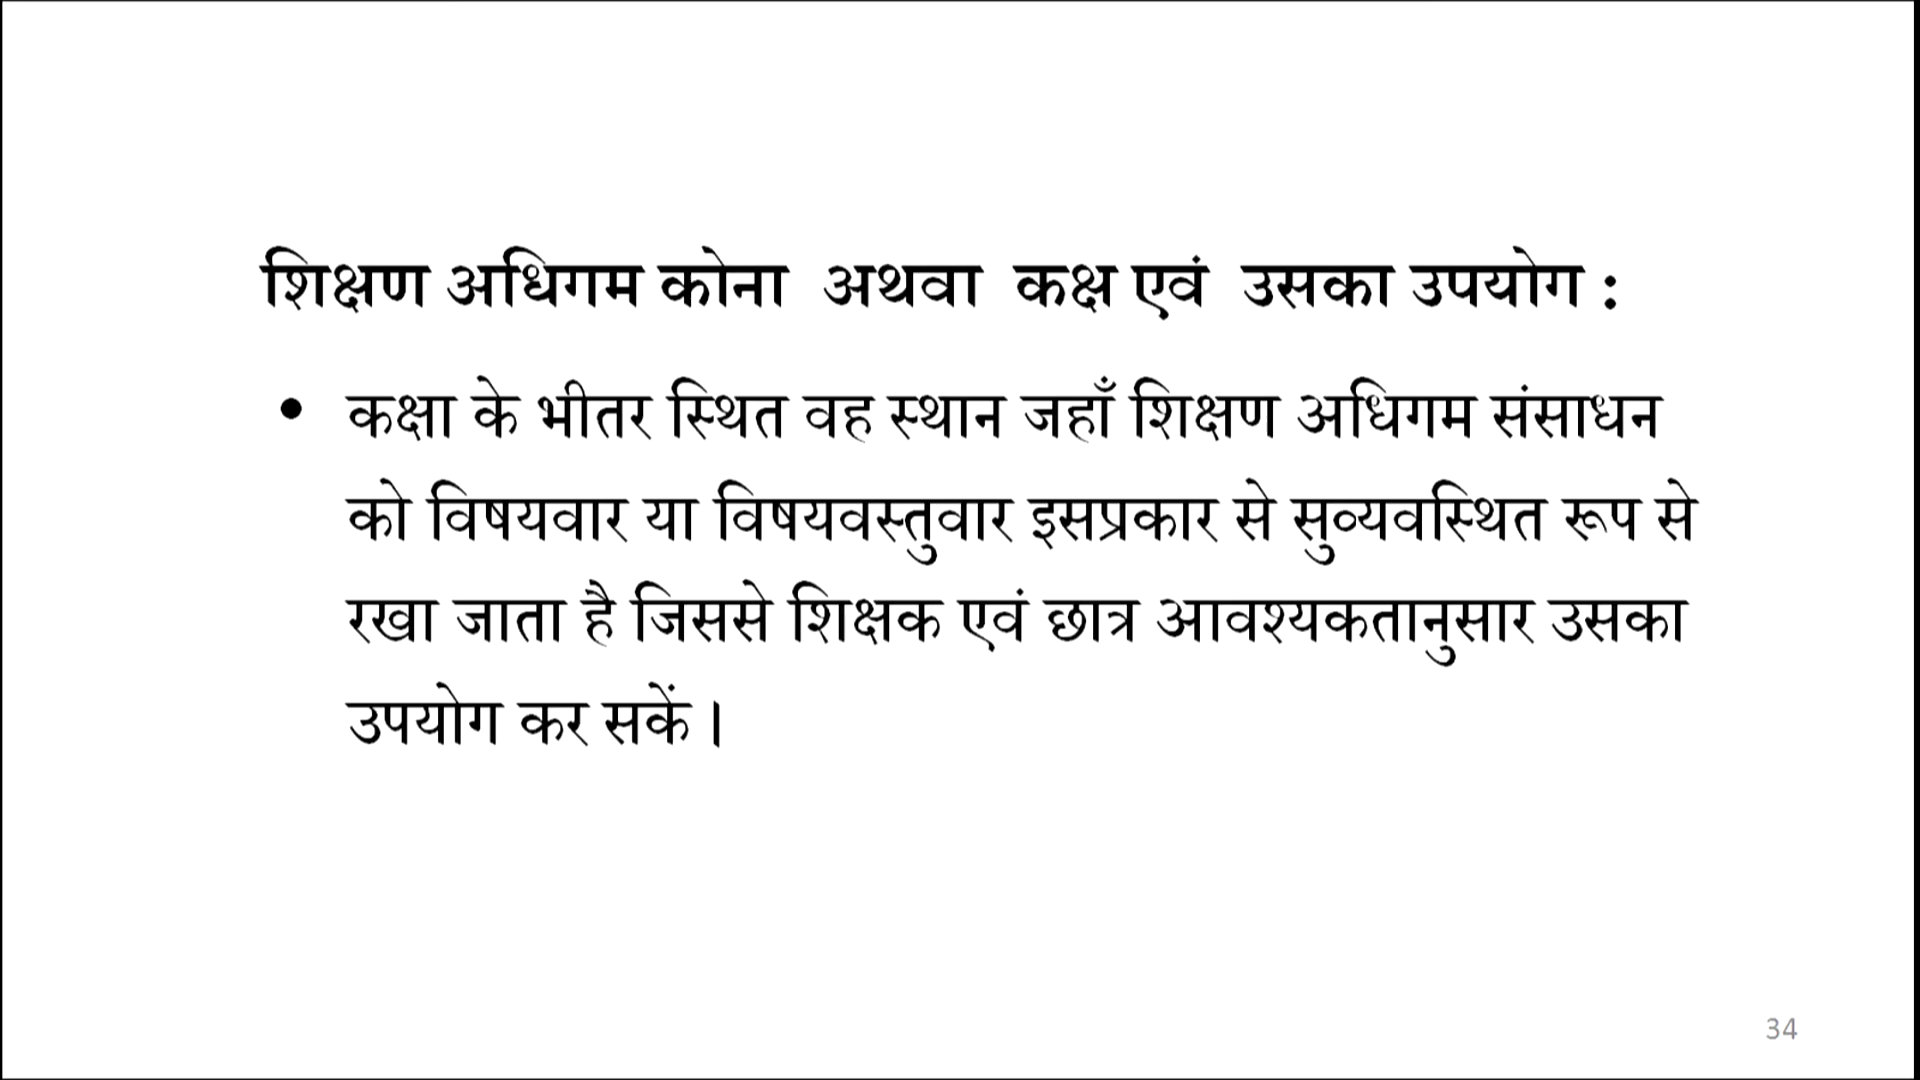 शिक्षण अधिगम कोना अथवा कक्ष एवं उसका उपयोग :
• कक्षा के भीतर स्थित वह स्थान जहाँ शिक्षण अधिगम संसाधन
को विषयवार या विषयवस्तुवार इसप्रकार से सुव्यवस्थित रूप से
रखा जाता है जिससे शिक्षक एवं छात्र आवश्यकतानुसार उसका
उपयोग कर सकें ।
34